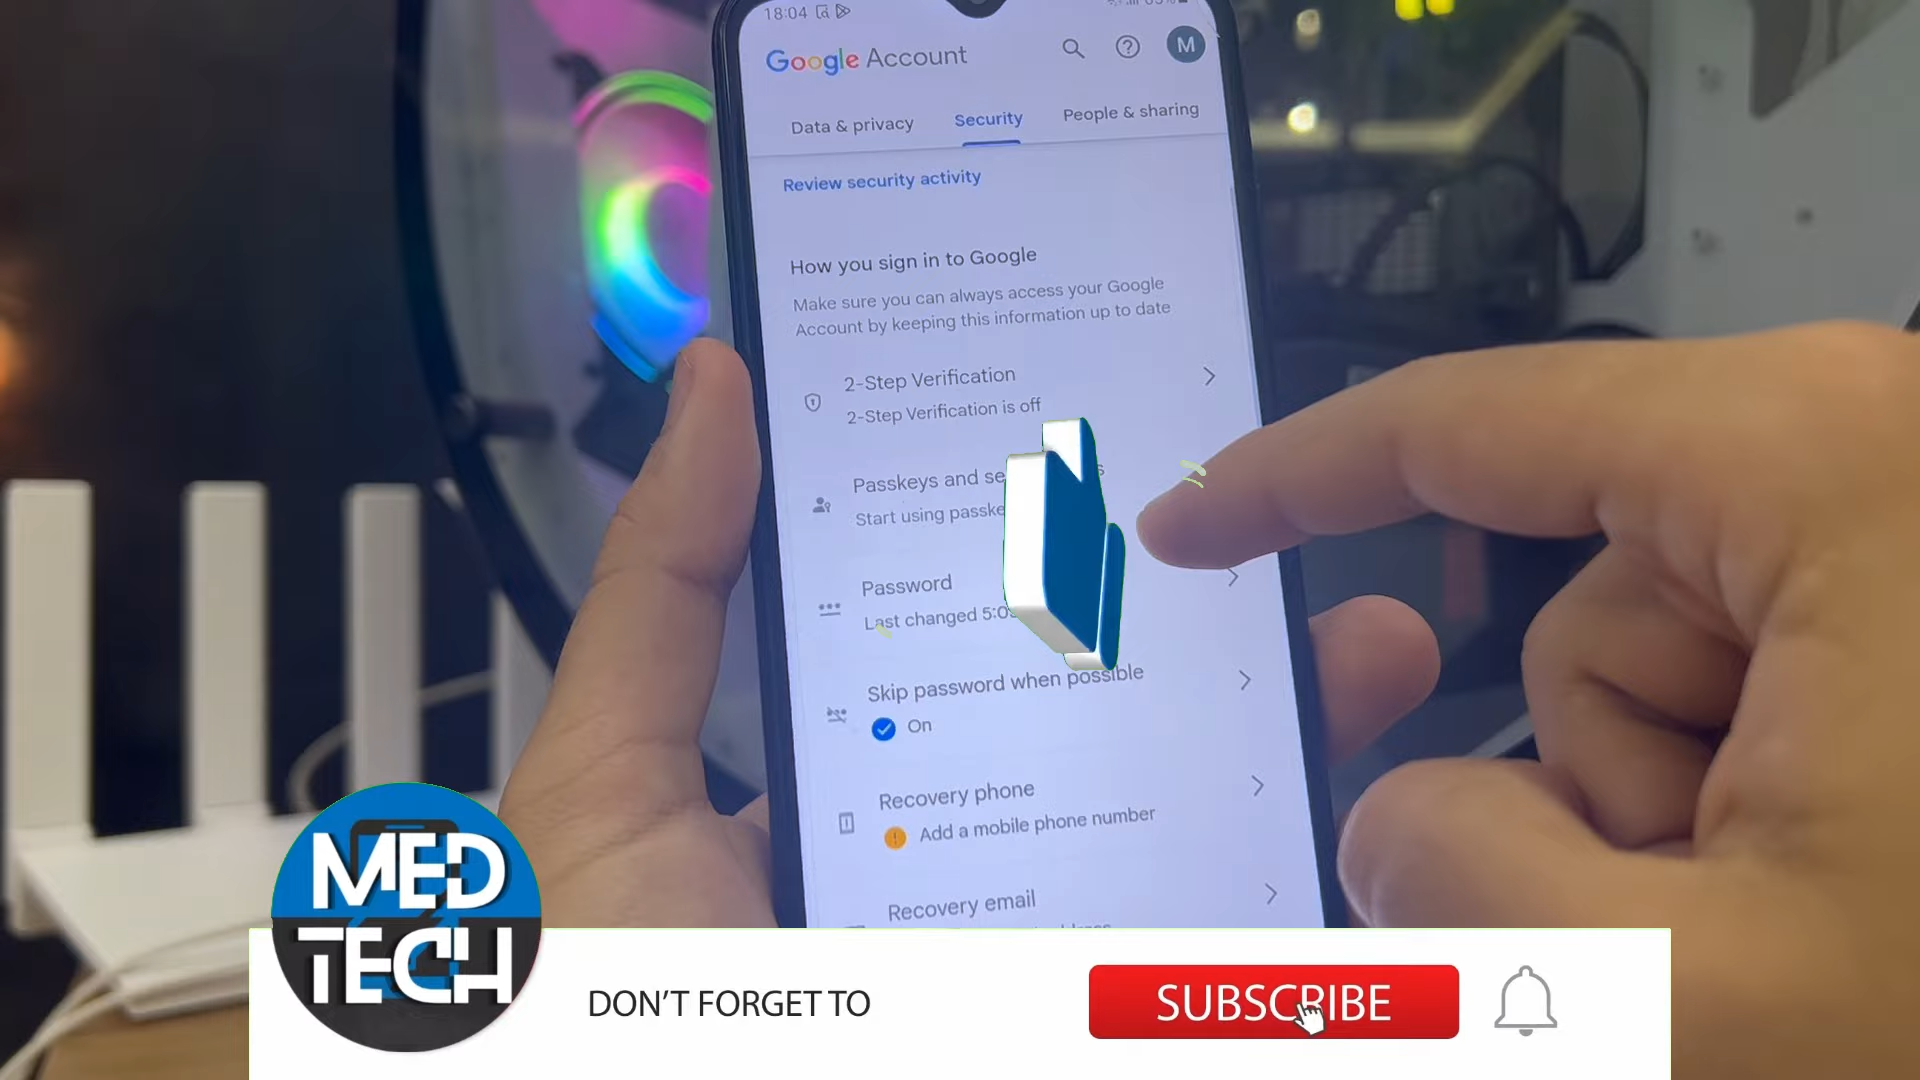 18:04
Google Account
M
Data & privacy
Security
People & sharing
Review security activity
How you sign in to Google
Make sure you can always access your Google
Account by keeping this information up to date
2-Step Verification
2-Step Verification is off
Passkeys and
Start using
Password
Last changed
Skip password when possible
On
Recovery phone
Add a mobile phone number
Recovery email
MED
TECH
DON'T FORGET TO
SUBSCRIBE